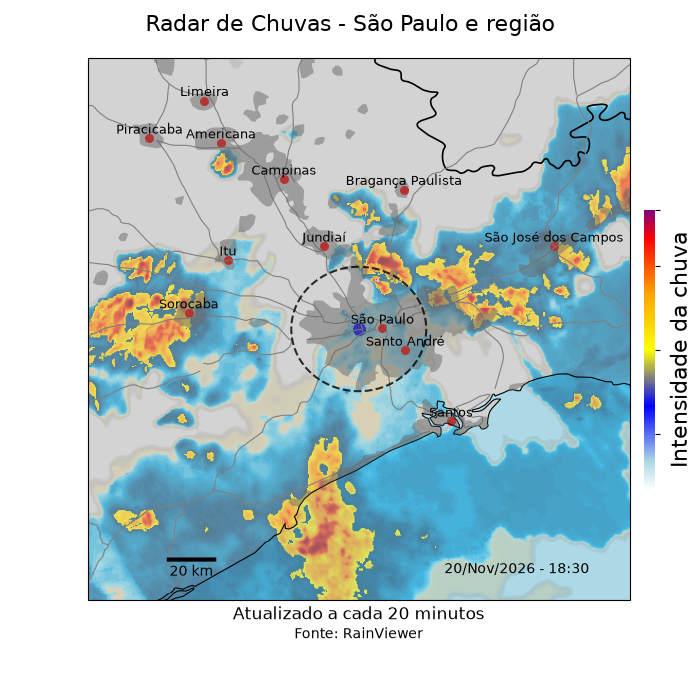 Radar de Chuvas - São Paulo e região
Limeira
Piracicaba
Americana
Campinas
Bragança Paulista
Jundiaí
São José dos Campos
Itu
Sorocaba
São Paulo
Santo André
Santos
Intensidade da chuva
20 km
20/Nov/2026 - 18:30
Atualizado a cada 20 minutos
Fonte: RainViewer